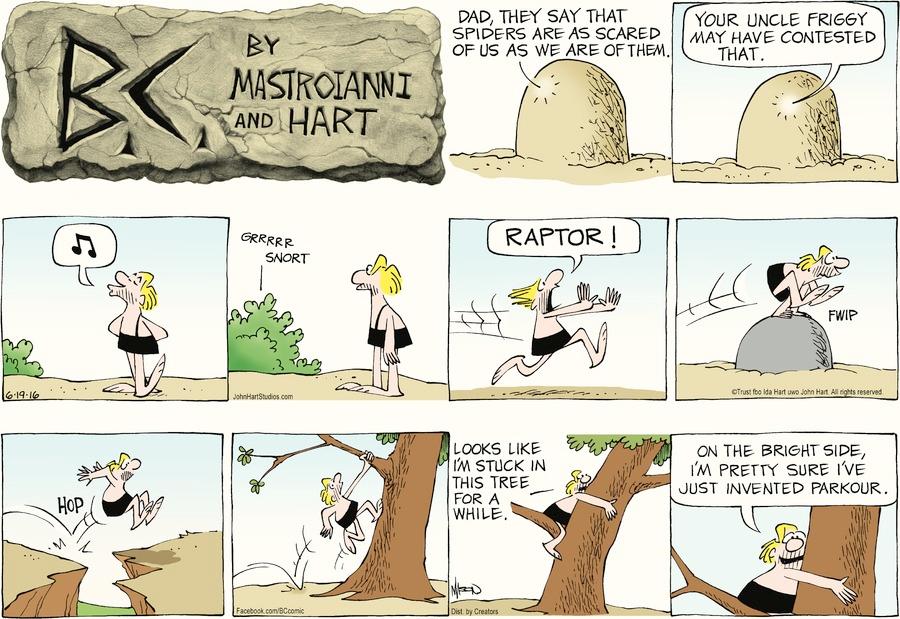 B.C.
BY
MASTROIANNI
AND HART
DAD, THEY SAY THAT
SPIDERS ARE AS SCARED
OF US AS WE ARE OF THEM.
YOUR UNCLE FRIGGY
MAY HAVE CONTESTED
THAT.
6-19-16
GRRRRR
SNORT
JohnHartStudios.com
RAPTOR!
FWIP
©Trust fbo Ida Hart uwo John Hart. All rights reserved.
HOP
Facebook.com/BCcomic
LOOKS LIKE
I'M STUCK IN
THIS TREE
FOR A
WHILE.
Dist. by Creators
ON THE BRIGHT SIDE,
I'M PRETTY SURE I'VE
JUST INVENTED PARKOUR.